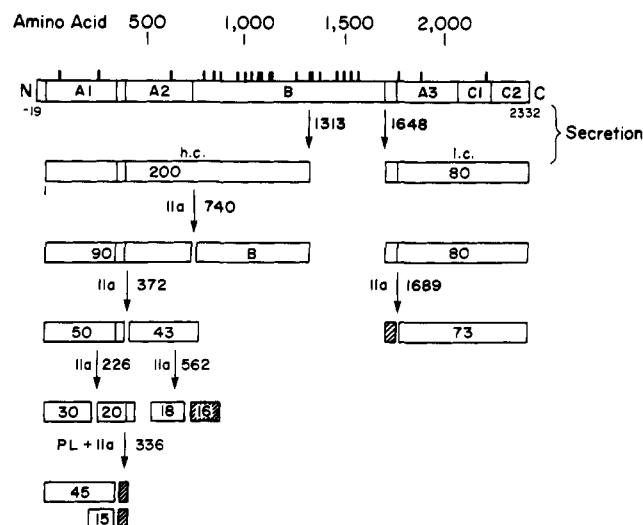 Amino Acid 500 1,000 1,500 2,000
N A1 A2 B A3 C1 C2 C
-19 2332
1313 1648 Secretion
h.c. l.c.
200 80
1
IIa 740
90 B 80
IIa 372 IIa 1689
50 43 73
IIa 226 IIa 562
30 20 18 16
PL + IIa 336
45
15